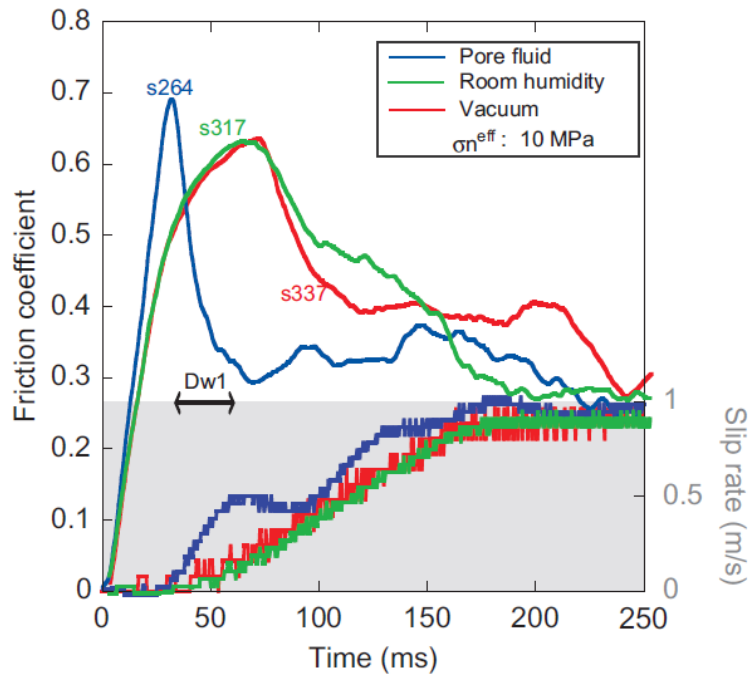 0.8
0.7
0.6
0.5
0.4
0.3
0.2
0.1
0
Friction coefficient
s264
s317
s337
Dw1
Pore fluid
Room humidity
Vacuum
σn^eff : 10 MPa
1
0.5
0
Slip rate (m/s)
0 50 100 150 200 250
Time (ms)